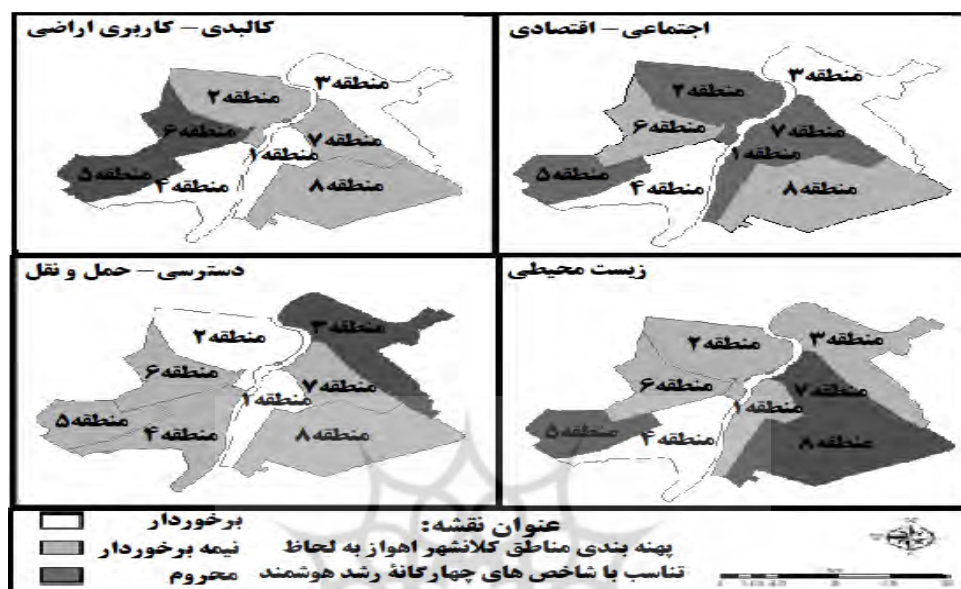 اجتماعی – اقتصادی
منطقه ۳
منطقه ۲
منطقه ۶
منطقه ۷
منطقه ۱
منطقه ۵
منطقه ۴
منطقه ۸
کالبدی – کاربری اراضی
منطقه ۳
منطقه ۲
منطقه ۶
منطقه ۷
منطقه ۱
منطقه ۵
منطقه ۴
منطقه ۸
زیست محیطی
منطقه ۳
منطقه ۲
منطقه ۶
منطقه ۷
منطقه ۱
منطقه ۵
منطقه ۴
منطقه ۸
دسترسی – حمل و نقل
منطقه ۳
منطقه ۲
منطقه ۶
منطقه ۷
منطقه ۱
منطقه ۵
منطقه ۴
منطقه ۸
عنوان نقشه:
پهنه بندی مناطق کلانشهر اهواز به لحاظ
تناسب با شاخص های چهارگانهٔ رشد هوشمند
برخوردار
نیمه برخوردار
محروم